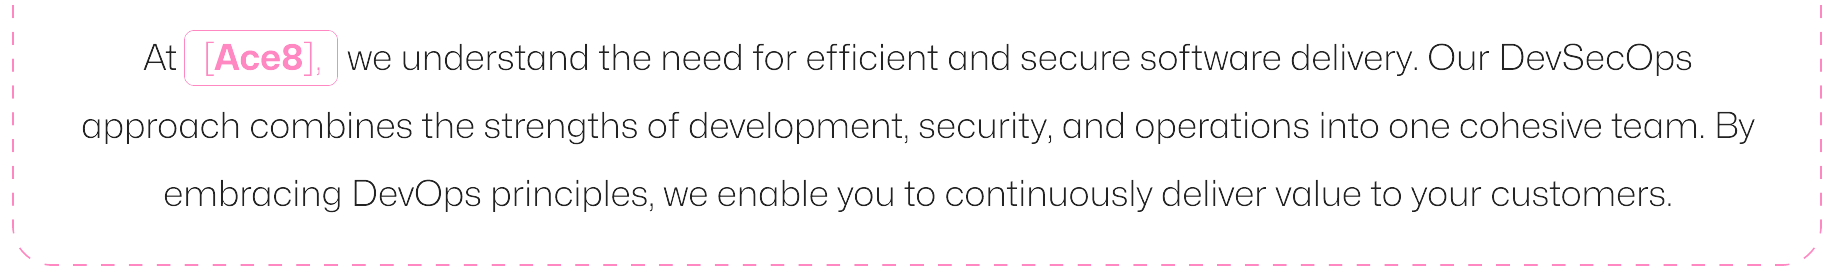 At [Ace8], we understand the need for efficient and secure software delivery. Our DevSecOps
approach combines the strengths of development, security, and operations into one cohesive team. By
embracing DevOps principles, we enable you to continuously deliver value to your customers.